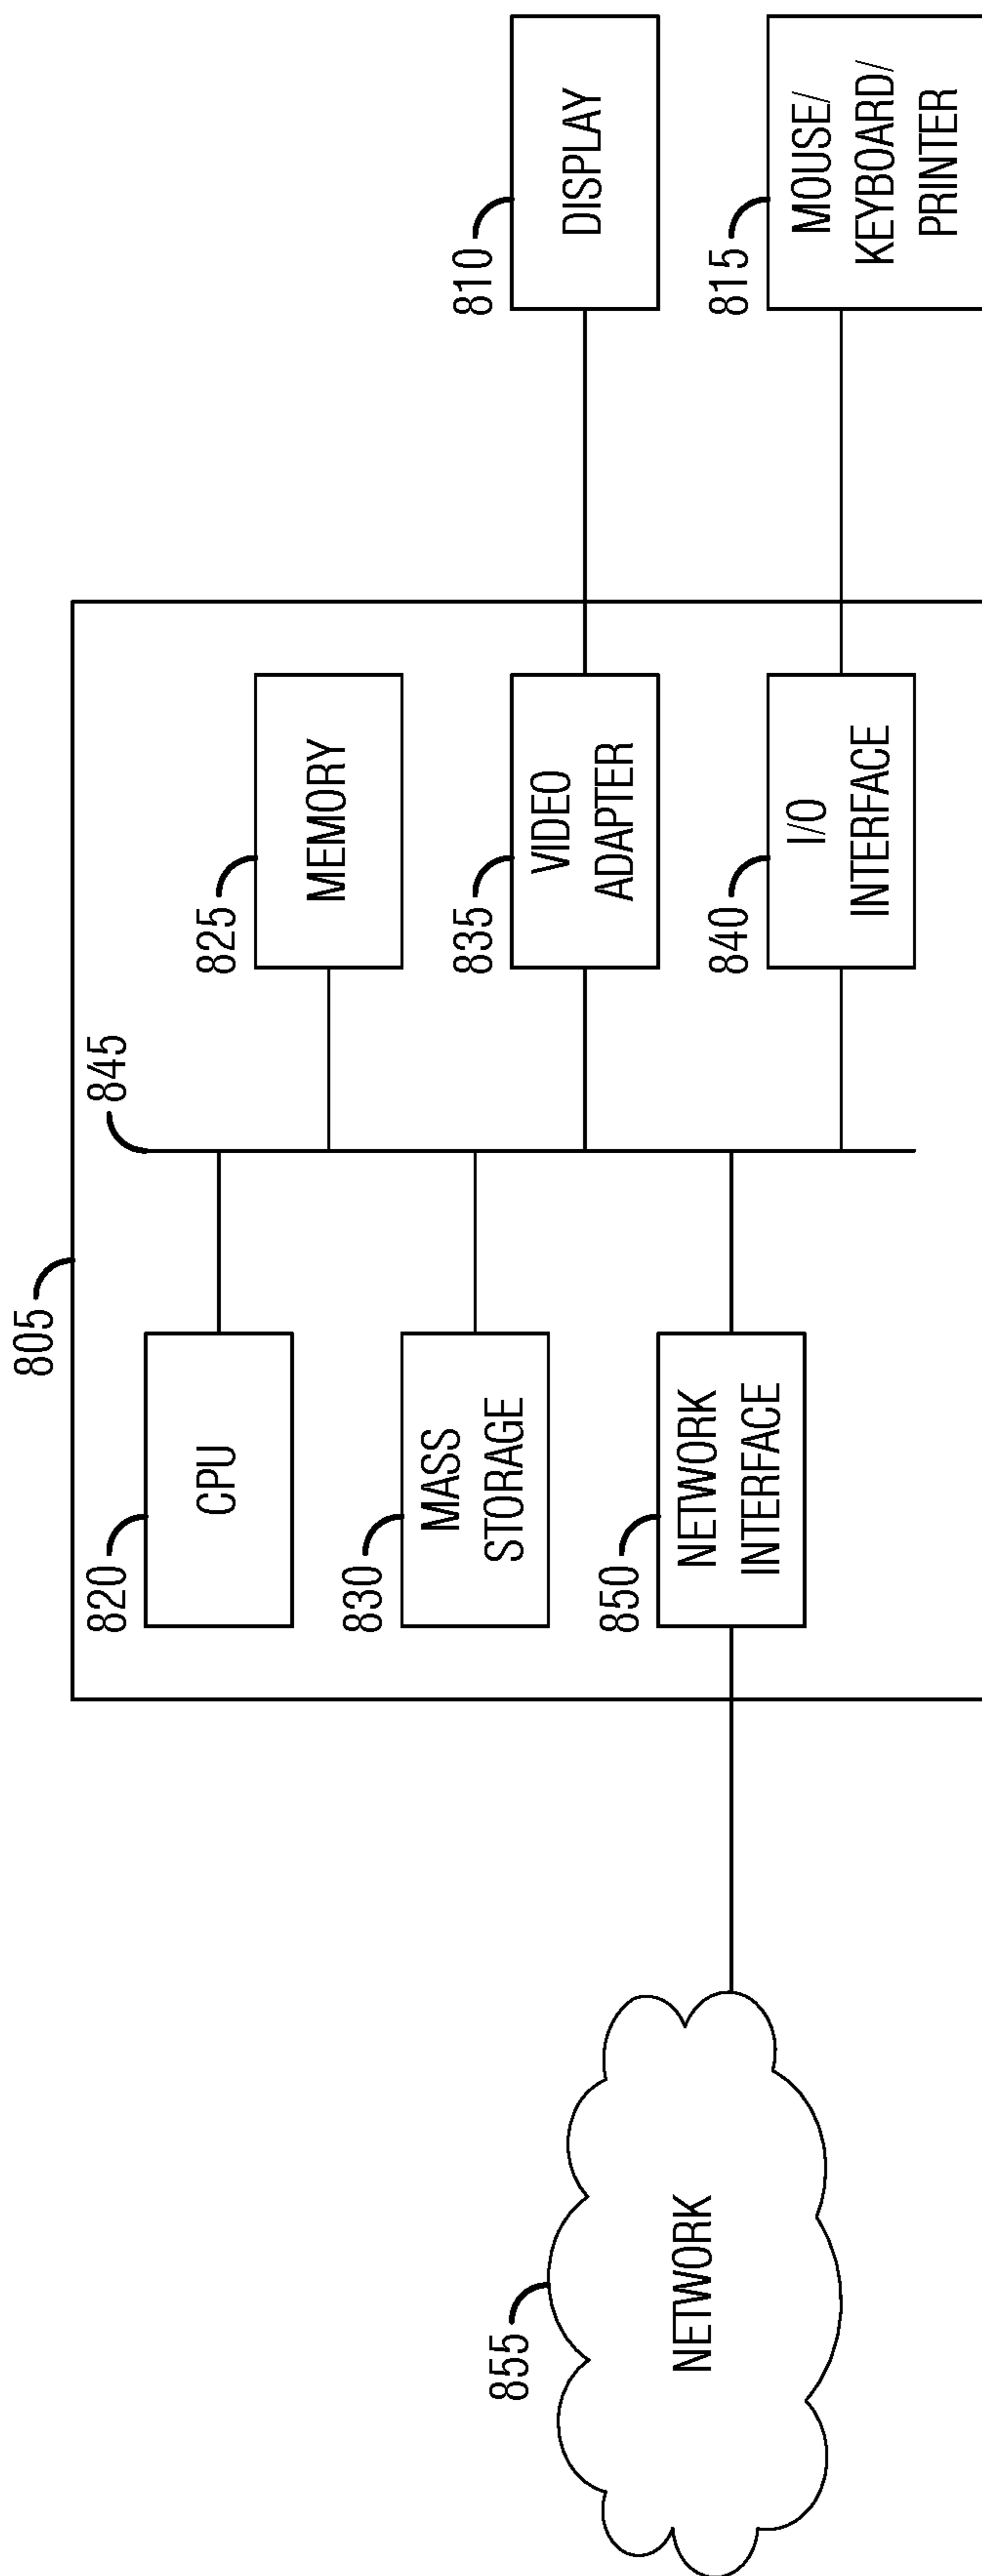 805
820
CPU
845
825
MEMORY
810
DISPLAY
830
MASS
STORAGE
835
VIDEO
ADAPTER
855
NETWORK
850
NETWORK
INTERFACE
840
I/O
INTERFACE
815
MOUSE/
KEYBOARD/
PRINTER